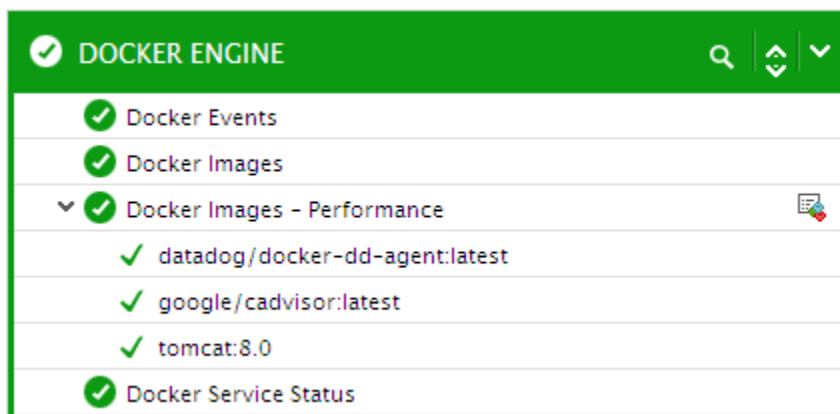 DOCKER ENGINE
Docker Events
Docker Images
Docker Images - Performance
datadog/docker-dd-agent:latest
google/cadvisor:latest
tomcat:8.0
Docker Service Status